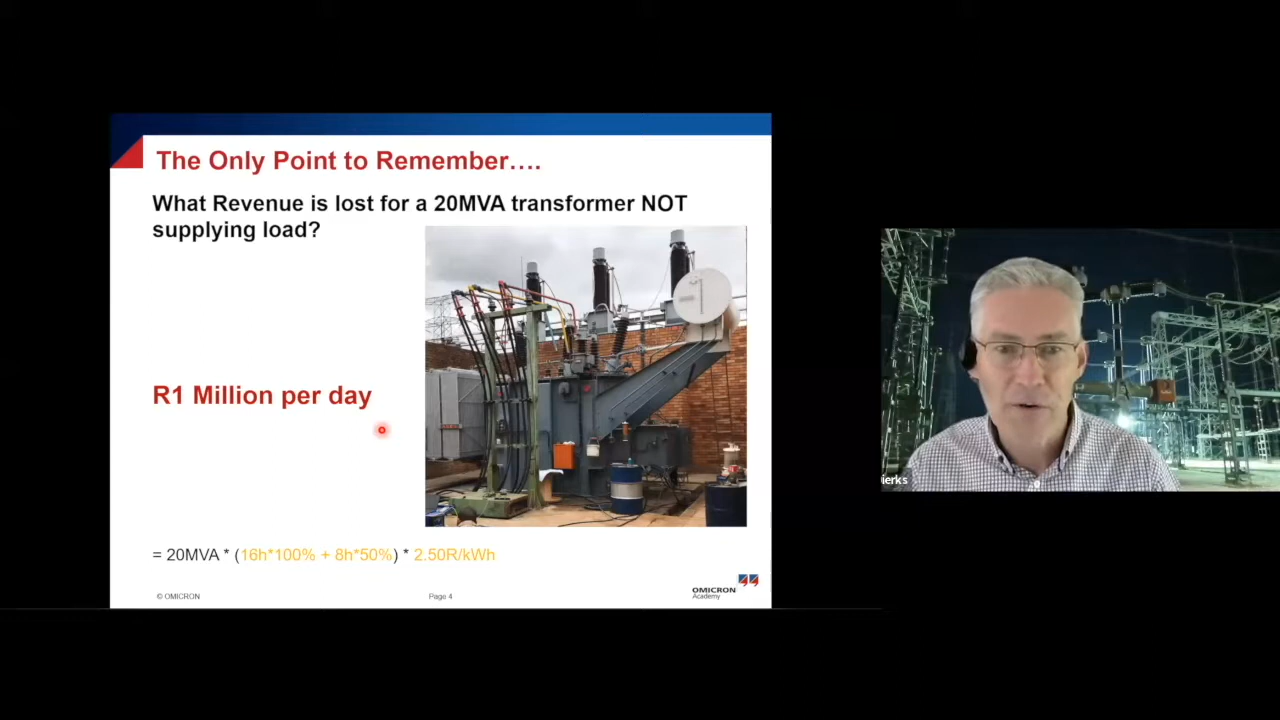 The Only Point to Remember….
What Revenue is lost for a 20MVA transformer NOT
supplying load?
R1 Million per day
= 20MVA * (16h*100% + 8h*50%) * 2.50R/kWh
© OMICRON
Page 4
OMICRON
Academy